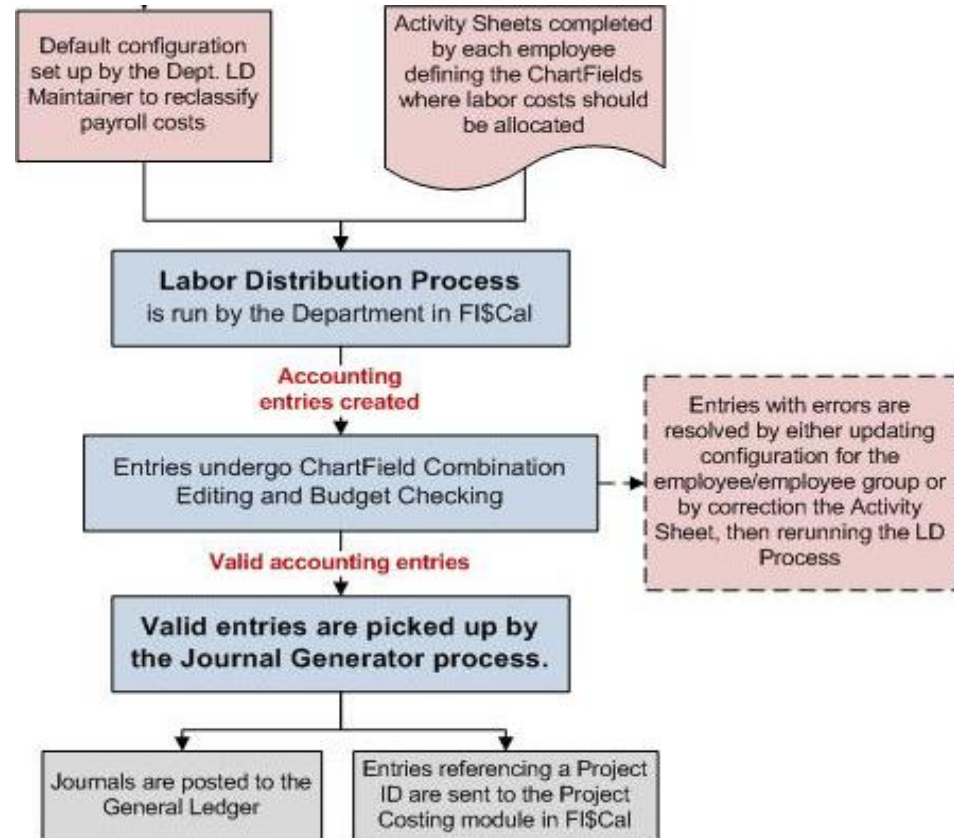 Default configuration
set up by the Dept. LD
Maintainer to reclassify
payroll costs
Activity Sheets completed
by each employee
defining the ChartFields
where labor costs should
be allocated
Labor Distribution Process
is run by the Department in FI$Cal
Accounting
entries created
Entries undergo ChartField Combination
Editing and Budget Checking
Entries with errors are
resolved by either updating
configuration for the
employee/employee group or
by correction the Activity
Sheet, then rerunning the LD
Process
Valid accounting entries
Valid entries are picked up by
the Journal Generator process.
Journals are posted to the
General Ledger
Entries referencing a Project
ID are sent to the Project
Costing module in FI$Cal